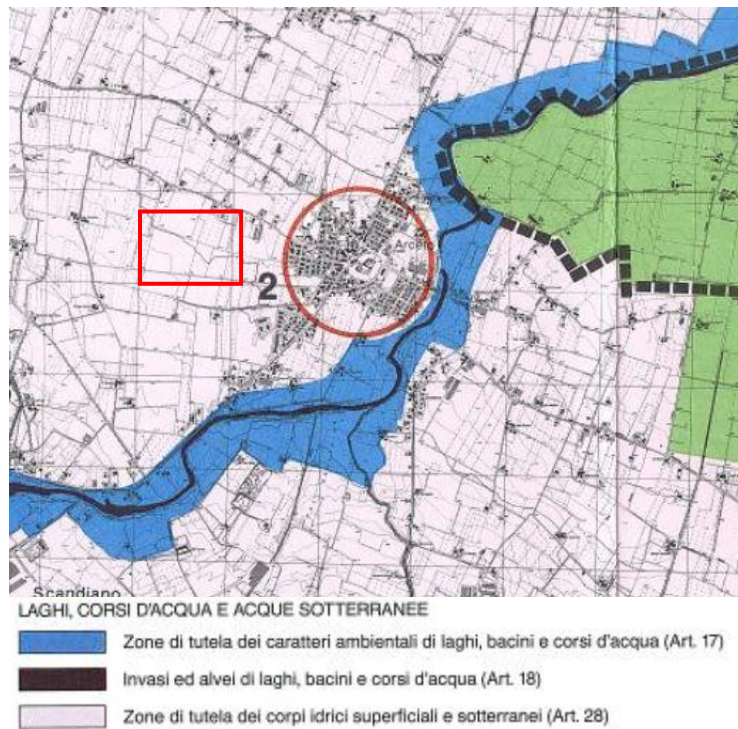 Arceto
2
Scandiano
LAGHI, CORSI D'ACQUA E ACQUE SOTTERRANEE
Zone di tutela dei caratteri ambientali di laghi, bacini e corsi d'acqua (Art. 17)
Invasi ed alvei di laghi, bacini e corsi d'acqua (Art. 18)
Zone di tutela dei corpi idrici superficiali e sotterranei (Art. 28)